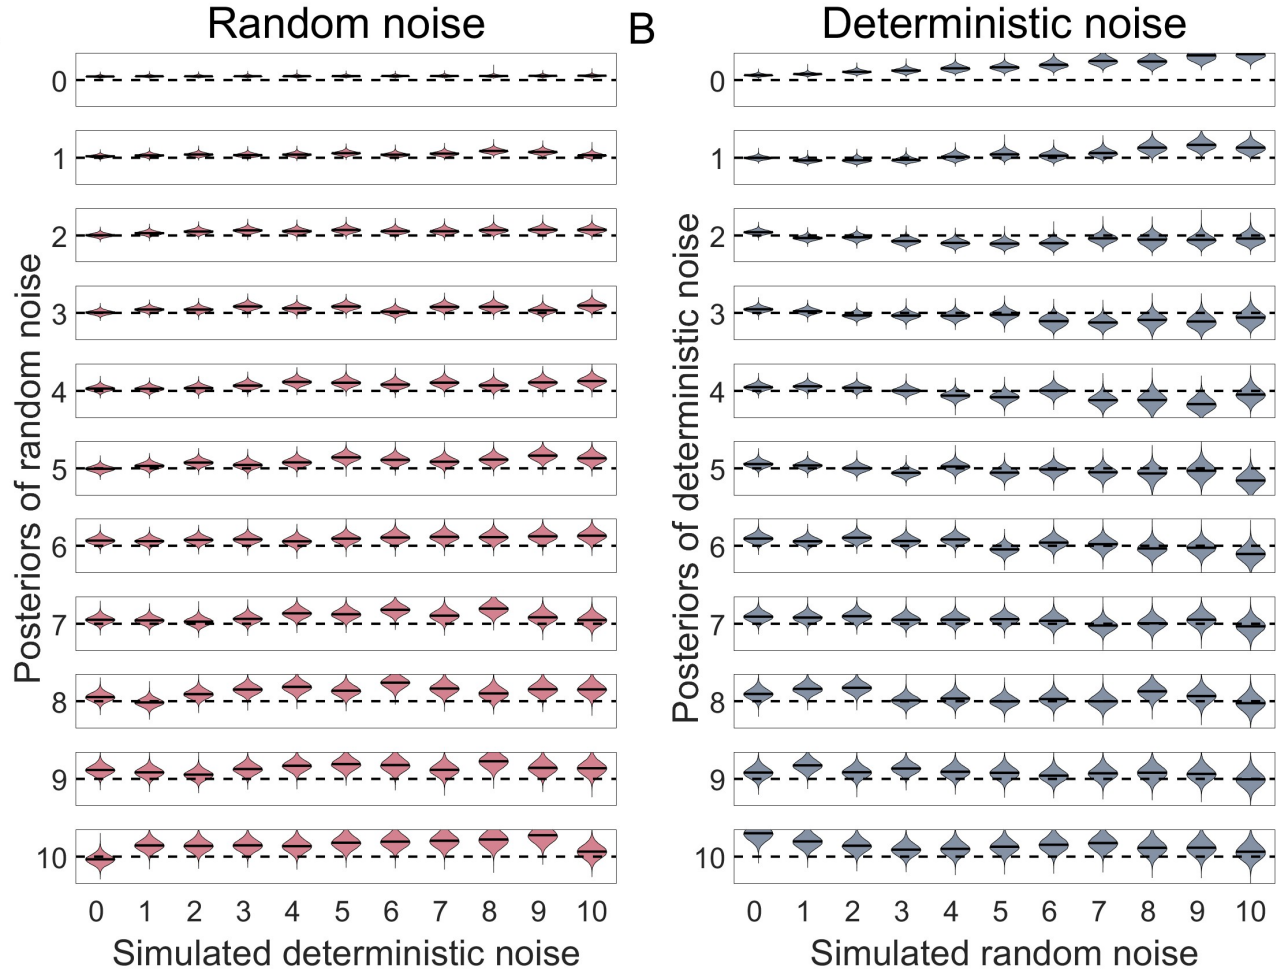 Random noise
B
Deterministic noise
Posteriors of random noise
0
1
2
3
4
5
6
7
8
9
10
0 1 2 3 4 5 6 7 8 9 10
Simulated deterministic noise
Posteriors of deterministic noise
0
1
2
3
4
5
6
7
8
9
10
0 1 2 3 4 5 6 7 8 9 10
Simulated random noise